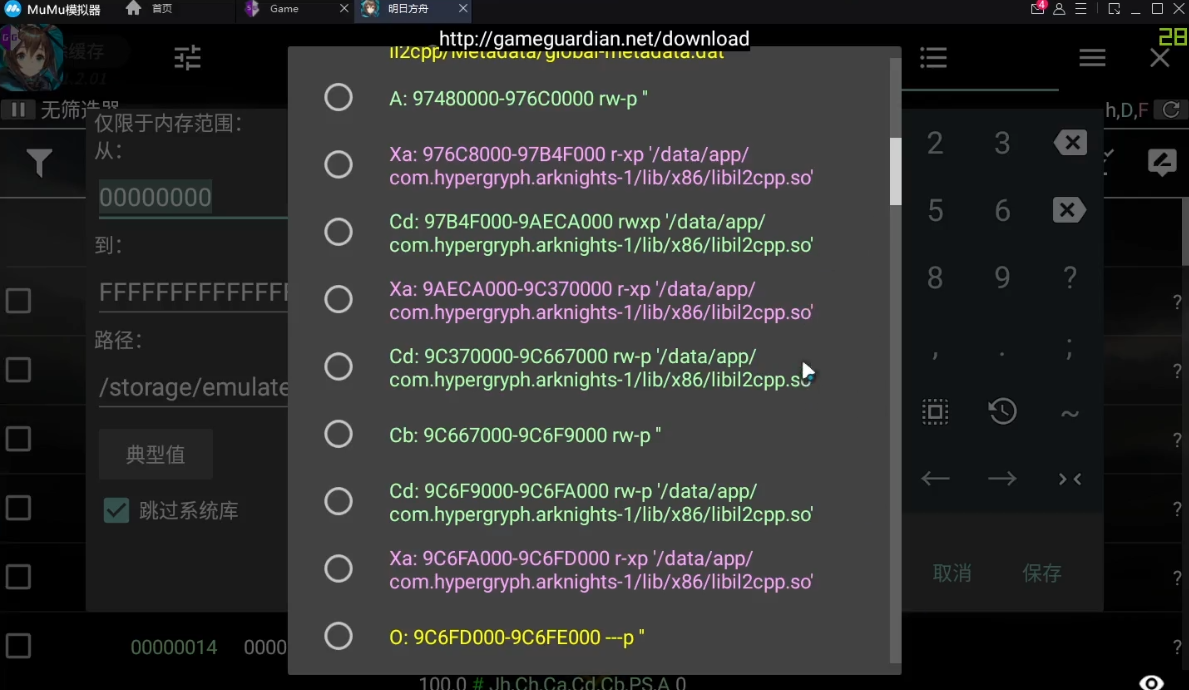 MuMu模拟器 首页 Game 明日方舟
4
http://gameguardian.net/download
28
无筛选器
h,D,F
仅限于内存范围：
从：
00000000
到：
FFFFFFFFFFFFFF
路径：
/storage/emulate
典型值
跳过系统库
00000014 0000
il2cpp/Metadata/global-metadata.dat
A: 97480000-976C0000 rw-p ''
Xa: 976C8000-97B4F000 r-xp '/data/app/
com.hypergryph.arknights-1/lib/x86/libil2cpp.so'
Cd: 97B4F000-9AECA000 rwxp '/data/app/
com.hypergryph.arknights-1/lib/x86/libil2cpp.so'
Xa: 9AECA000-9C370000 r-xp '/data/app/
com.hypergryph.arknights-1/lib/x86/libil2cpp.so'
Cd: 9C370000-9C667000 rw-p '/data/app/
com.hypergryph.arknights-1/lib/x86/libil2cpp.so'
Cb: 9C667000-9C6F9000 rw-p ''
Cd: 9C6F9000-9C6FA000 rw-p '/data/app/
com.hypergryph.arknights-1/lib/x86/libil2cpp.so'
Xa: 9C6FA000-9C6FD000 r-xp '/data/app/
com.hypergryph.arknights-1/lib/x86/libil2cpp.so'
O: 9C6FD000-9C6FE000 ---p ''
2 3
5 6
8 9 ?
, . ;
~
取消 保存
?
?
?
?
?
?
100.0 # Jh,Ch,Ca,Cd,Cb,PS,A,O